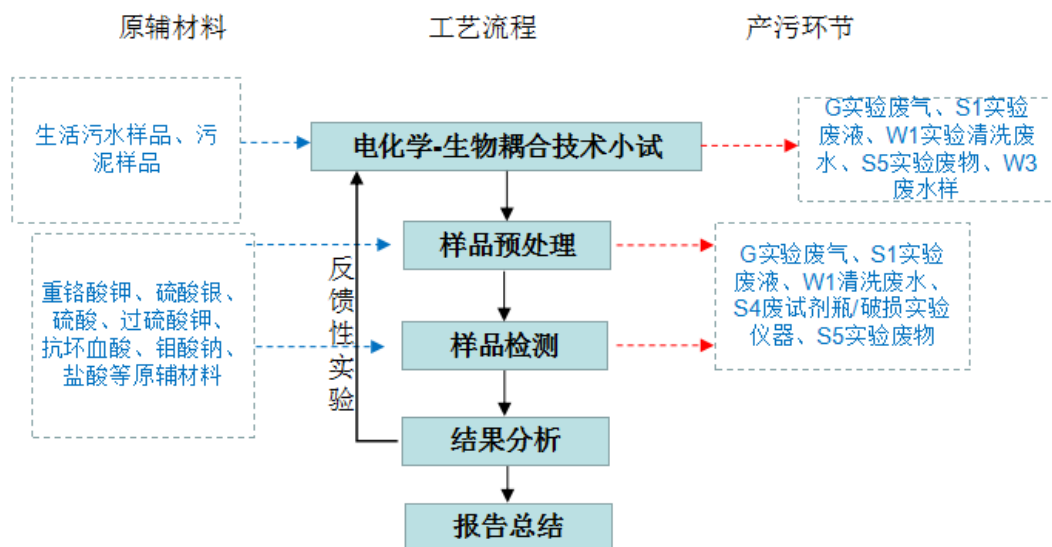 原辅材料
工艺流程
产污环节
生活污水样品、污
泥样品
电化学-生物耦合技术小试
G实验废气、S1实验
废液、W1实验清洗废
水、S5实验废物、W3
废水样
重铬酸钾、硫酸银、
硫酸、过硫酸钾、
抗坏血酸、钼酸钠、
盐酸等原辅材料
反馈性实验
样品预处理
样品检测
G实验废气、S1实验
废液、W1清洗废水、
S4废试剂瓶/破损实验
仪器、S5实验废物
结果分析
报告总结